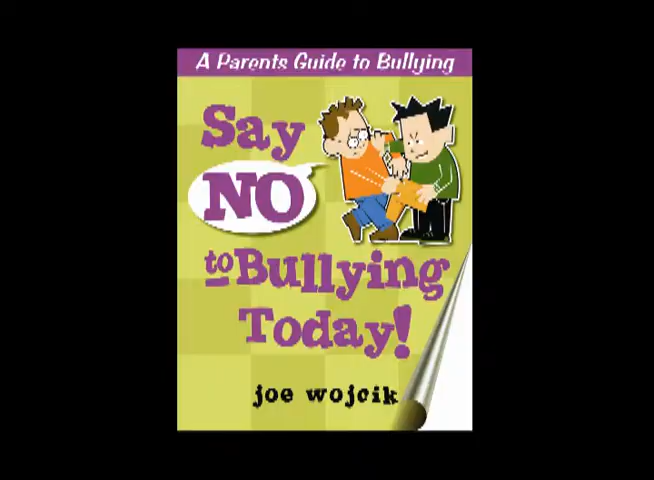 A Parents Guide to Bullying
Say
NO
to Bullying
Today!
joe wojcik